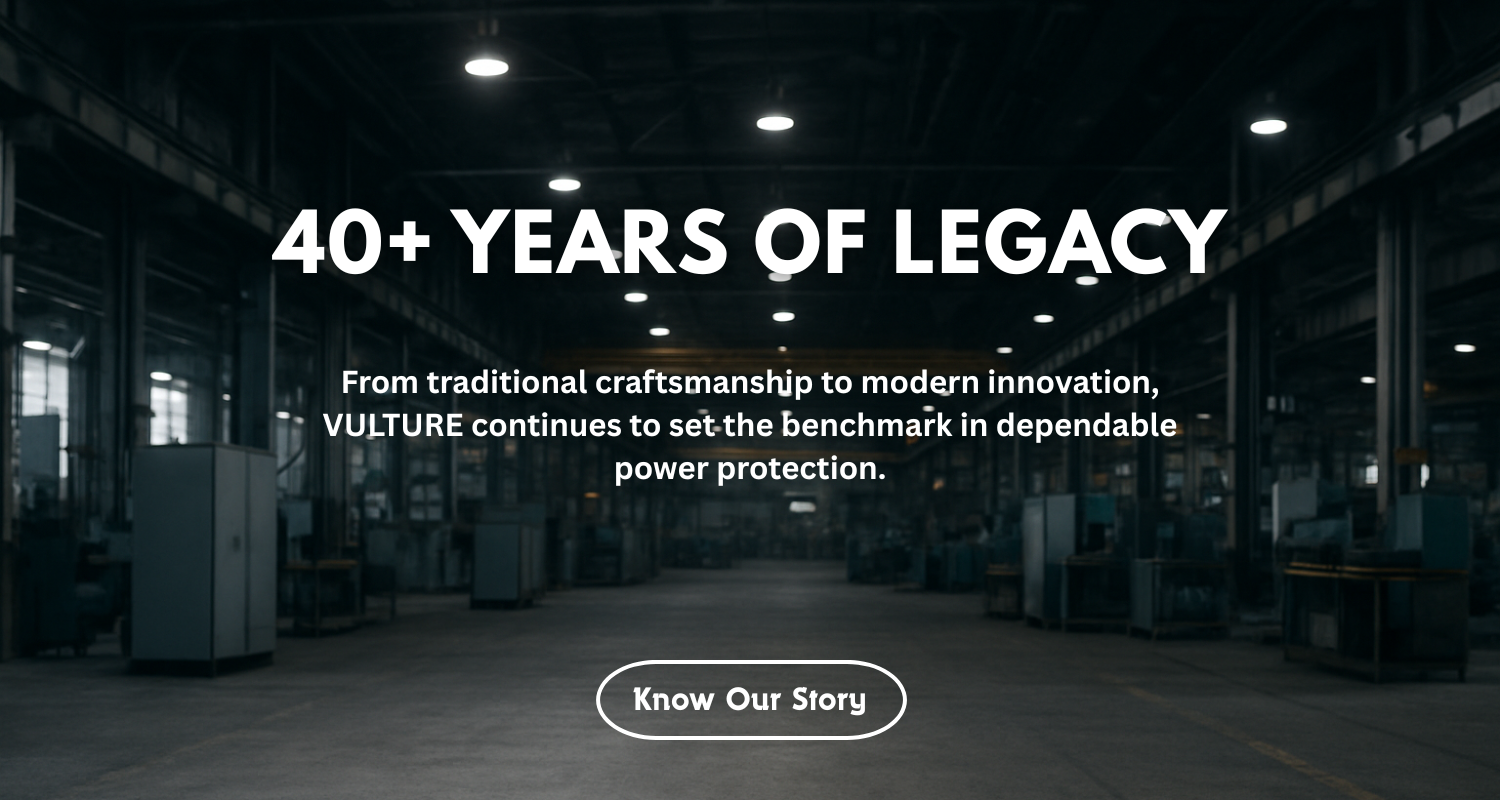 40+ YEARS OF LEGACY
From traditional craftsmanship to modern innovation,
VULTURE continues to set the benchmark in dependable
power protection.
Know Our Story